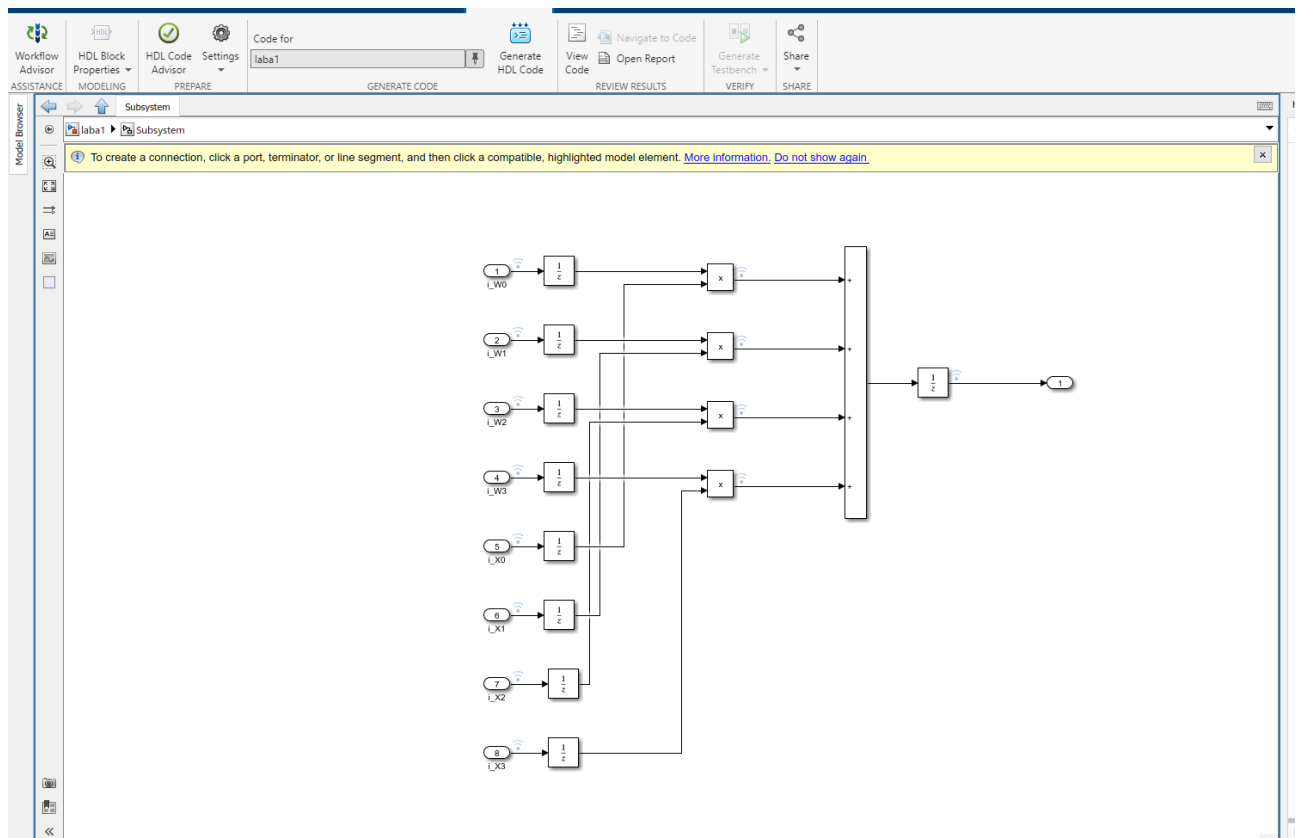 Workflow Advisor
HDL Block Properties
HDL Code Advisor
Settings
Code for
laba1
Generate HDL Code
View Code
Navigate to Code
Open Report
Generate Testbench
Share
ASSISTANCE
MODELING
PREPARE
GENERATE CODE
REVIEW RESULTS
VERIFY
SHARE
Model Browser
Subsystem
laba1 Subsystem
To create a connection, click a port, terminator, or line segment, and then click a compatible, highlighted model element. More information. Do not show again
1 1/z x +
i_W0
2 1/z x +
i_W1
1/z 1
3 1/z x +
i_W2
4 1/z x +
i_W3
5 1/z
i_X0
6 1/z
i_X1
7 1/z
i_X2
8 1/z
i_X3